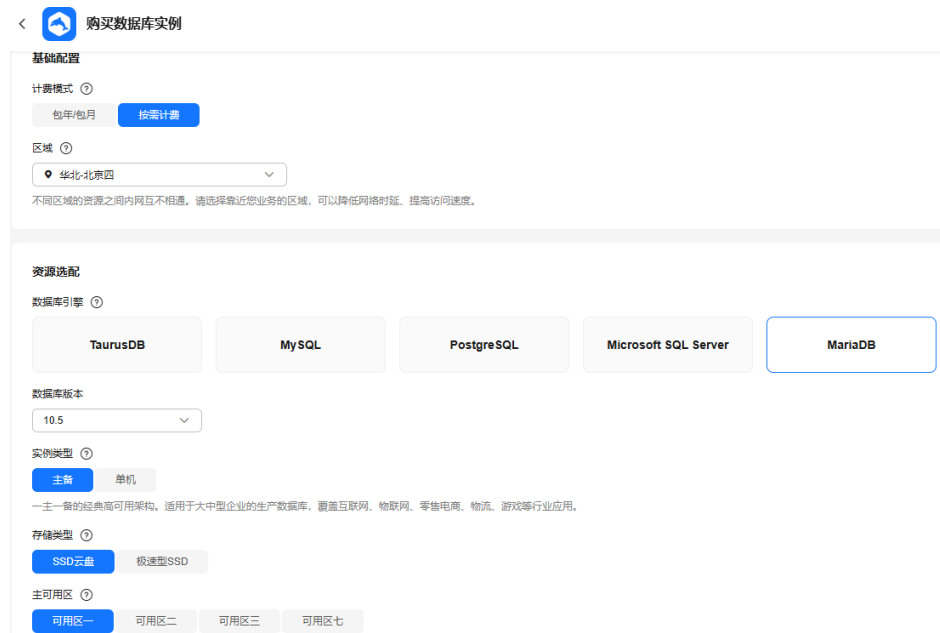 购买数据库实例
基础配置
计费模式
包年/包月 按需计费
区域
华北-北京四
不同区域的资源之间内网互不相通。请选择靠近您业务的区域，可以降低网络时延、提高访问速度。
资源选配
数据库引擎
TaurusDB MySQL PostgreSQL Microsoft SQL Server MariaDB
数据库版本
10.5
实例类型
主备 单机
一主一备的经典高可用架构。适用于大中型企业的生产数据库，覆盖互联网、物联网、零售电商、物流、游戏等行业应用。
存储类型
SSD云盘 极速型SSD
主可用区
可用区一 可用区二 可用区三 可用区七